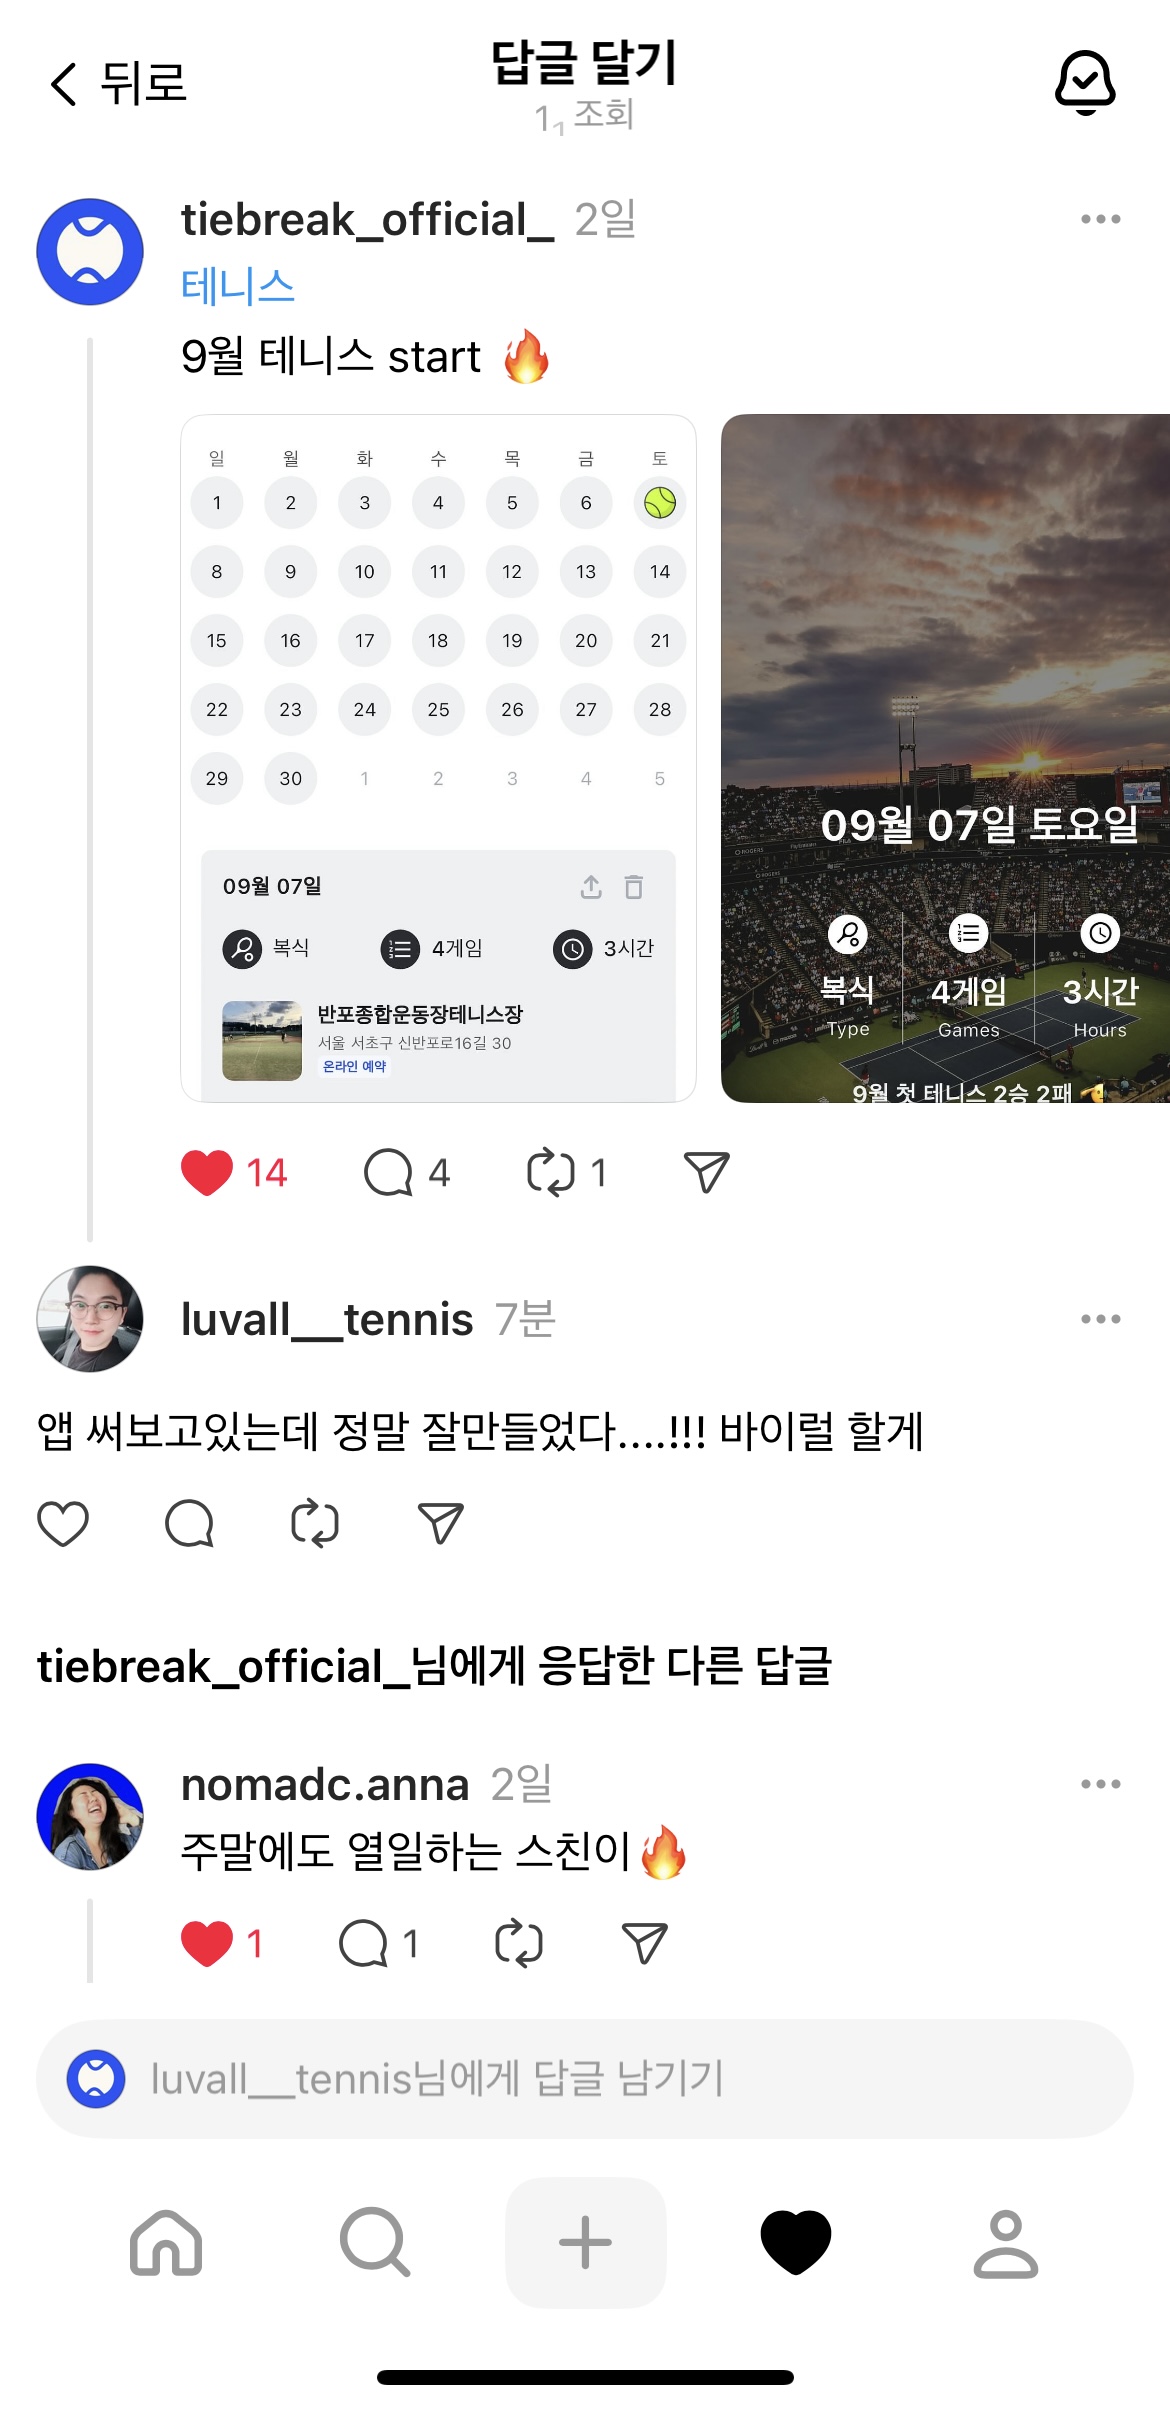 뒤로
답글 달기
조회
tiebreak_official_ 2일
테니스
9월 테니스 start 🔥
일 월 화 수 목 금 토
1 2 3 4 5 6
8 9 10 11 12 13 14
15 16 17 18 19 20 21
22 23 24 25 26 27 28
29 30 1 2 3 4 5
09월 07일
복식 4게임 3시간
반포종합운동장테니스장
서울 서초구 신반포로16길 30
온라인 예약
09월 07일 토요일
복식 4게임 3시간
Type Games Hours
9월 첫 테니스 2승 2패
14 4 1
luvall__tennis 7분
앱 써보고있는데 정말 잘만들었다....!!! 바이럴 할게
tiebreak_official_님에게 응답한 다른 답글
nomadc.anna 2일
주말에도 열일하는 스친이🔥
1 1
luvall__tennis님에게 답글 남기기